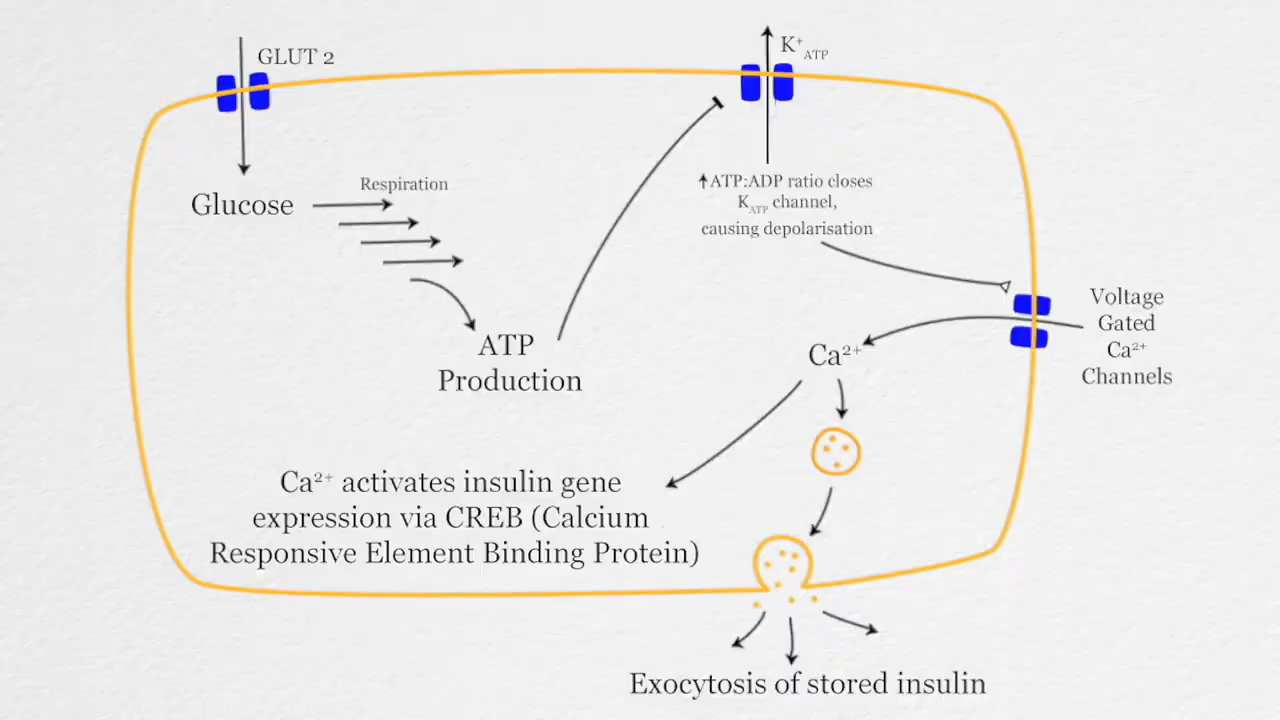 GLUT 2
K⁺ATP
Glucose
Respiration
↑ATP:ADP ratio closes
KATP channel,
causing depolarisation
Voltage
Gated
Ca²⁺
Channels
ATP
Production
Ca²⁺
Ca²⁺ activates insulin gene
expression via CREB (Calcium
Responsive Element Binding Protein)
Exocytosis of stored insulin